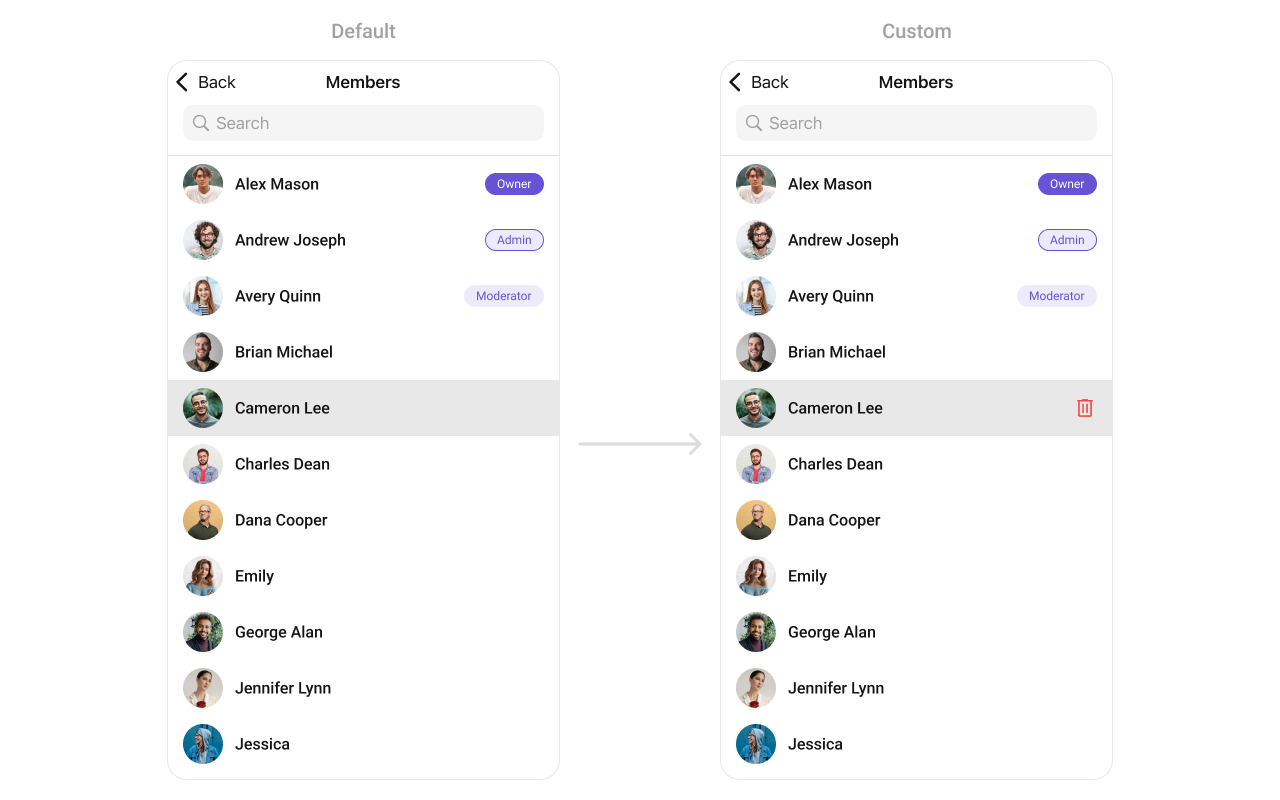 Default
Back
Members
Search
Alex Mason
Owner
Andrew Joseph
Admin
Avery Quinn
Moderator
Brian Michael
Cameron Lee
Charles Dean
Dana Cooper
Emily
George Alan
Jennifer Lynn
Jessica
Custom
Back
Members
Search
Alex Mason
Owner
Andrew Joseph
Admin
Avery Quinn
Moderator
Brian Michael
Cameron Lee
Charles Dean
Dana Cooper
Emily
George Alan
Jennifer Lynn
Jessica